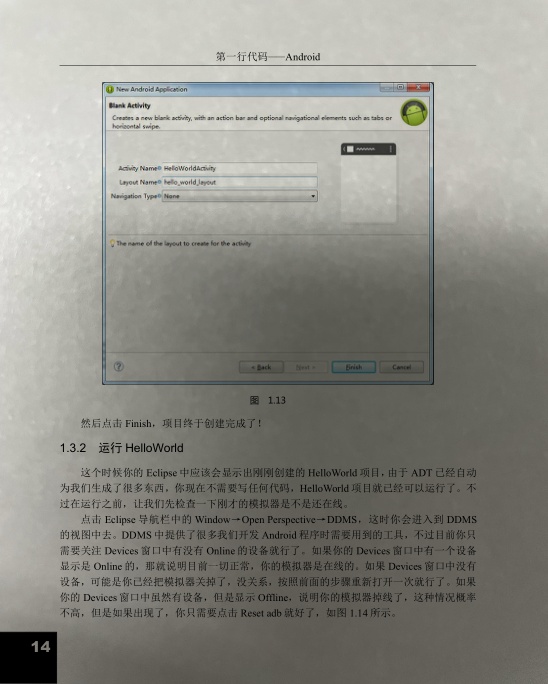 第一行代码——Android
New Android Application
Blank Activity
Creates a new blank activity, with an action bar and optional navigational elements such as tabs or
horizontal swipe.
Activity Name HelloWorldActivity
Layout Name hello_world_layout
Navigation Type None
The name of the layout to create for the activity
< Back Next > Finish Cancel
图 1.13
然后点击 Finish，项目终于创建完成了！
1.3.2 运行 HelloWorld
这个时候你的 Eclipse 中应该会显示出刚刚创建的 HelloWorld 项目，由于 ADT 已经自动
为我们生成了很多东西，你现在不需要写任何代码，HelloWorld 项目就已经可以运行了。不
过在运行之前，让我们先检查一下刚才的模拟器是不是还在线。
点击 Eclipse 导航栏中的 Window→Open Perspective→DDMS，这时你会进入到 DDMS
的视图中去。DDMS 中提供了很多我们开发 Android 程序时需要用到的工具，不过目前你只
需要关注 Devices 窗口中有没有 Online 的设备就行了。如果你的 Devices 窗口中有一个设备
显示是 Online 的，那就说明目前一切正常，你的模拟器是在线的。如果 Devices 窗口中没有
设备，可能是你已经把模拟器关掉了，没关系，按照前面的步骤重新打开一次就行了。如果
你的 Devices 窗口中虽然有设备，但是显示 Offline，说明你的模拟器掉线了，这种情况概率
不高，但是如果出现了，你只需要点击 Reset adb 就好了，如图 1.14 所示。
14